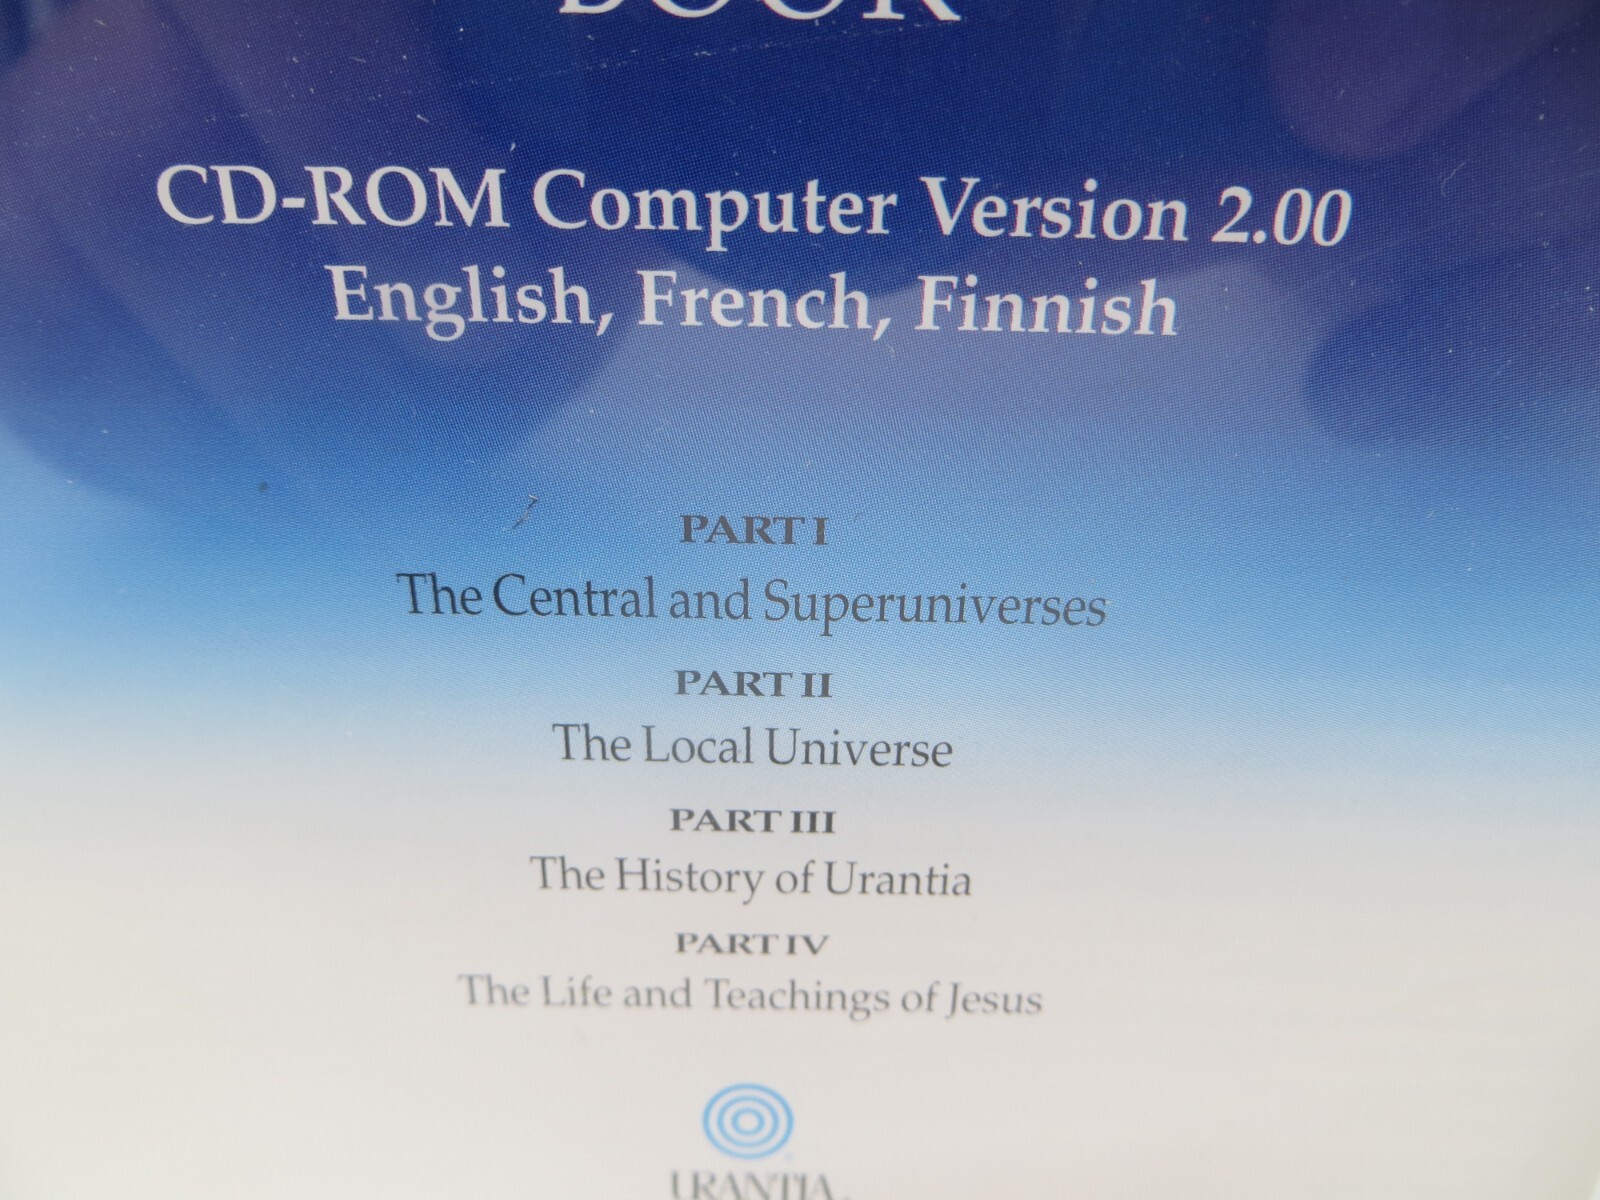 BOOK
CD-ROM Computer Version 2.00
English, French, Finnish
PART I
The Central and Superuniverses
PART II
The Local Universe
PART III
The History of Urantia
PART IV
The Life and Teachings of Jesus
URANTIA